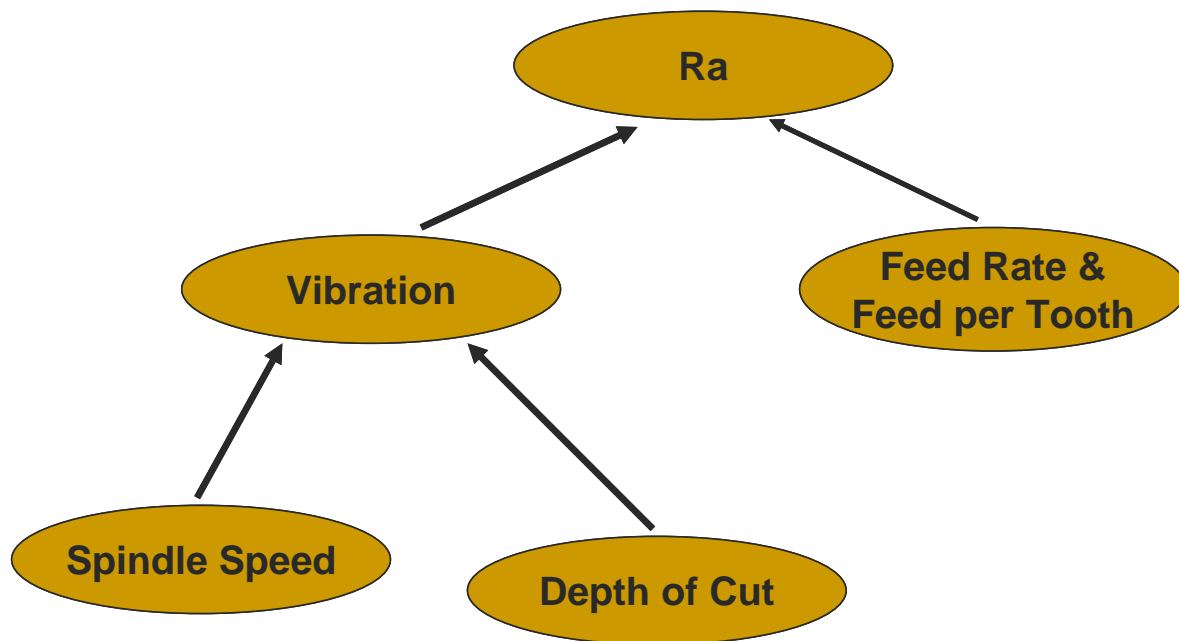 Ra
Vibration
Feed Rate &
Feed per Tooth
Spindle Speed
Depth of Cut